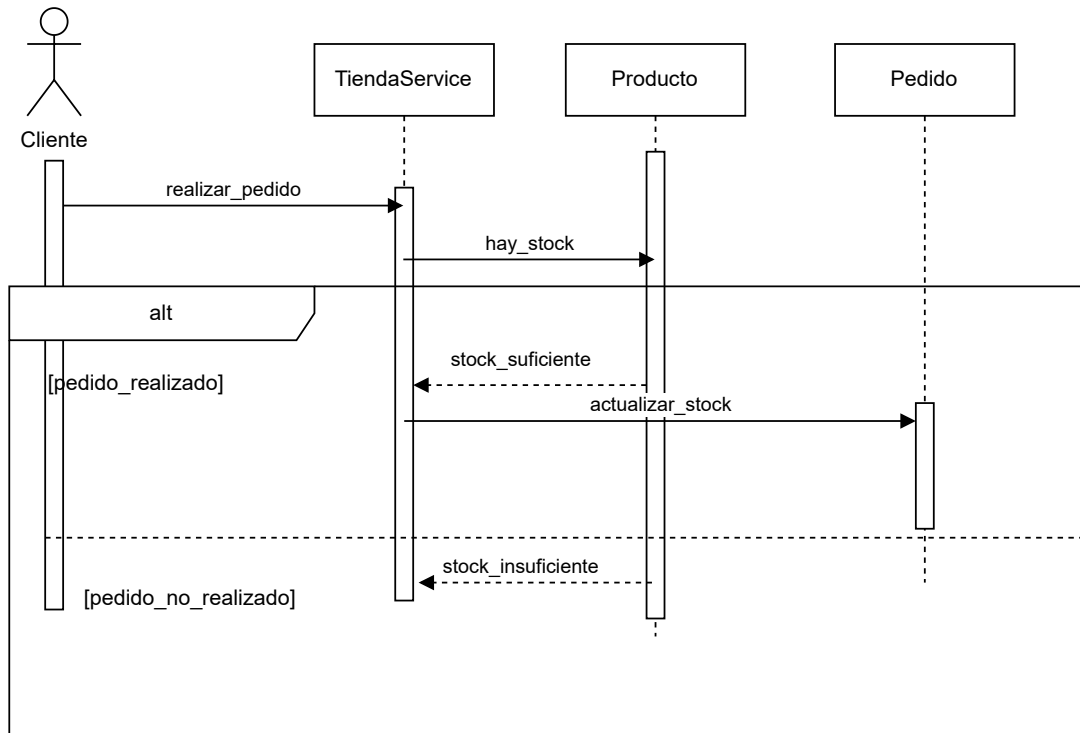 Cliente
TiendaService
Producto
Pedido
realizar_pedido
hay_stock
alt
stock_suficiente
[pedido_realizado]
actualizar_stock
stock_insuficiente
[pedido_no_realizado]